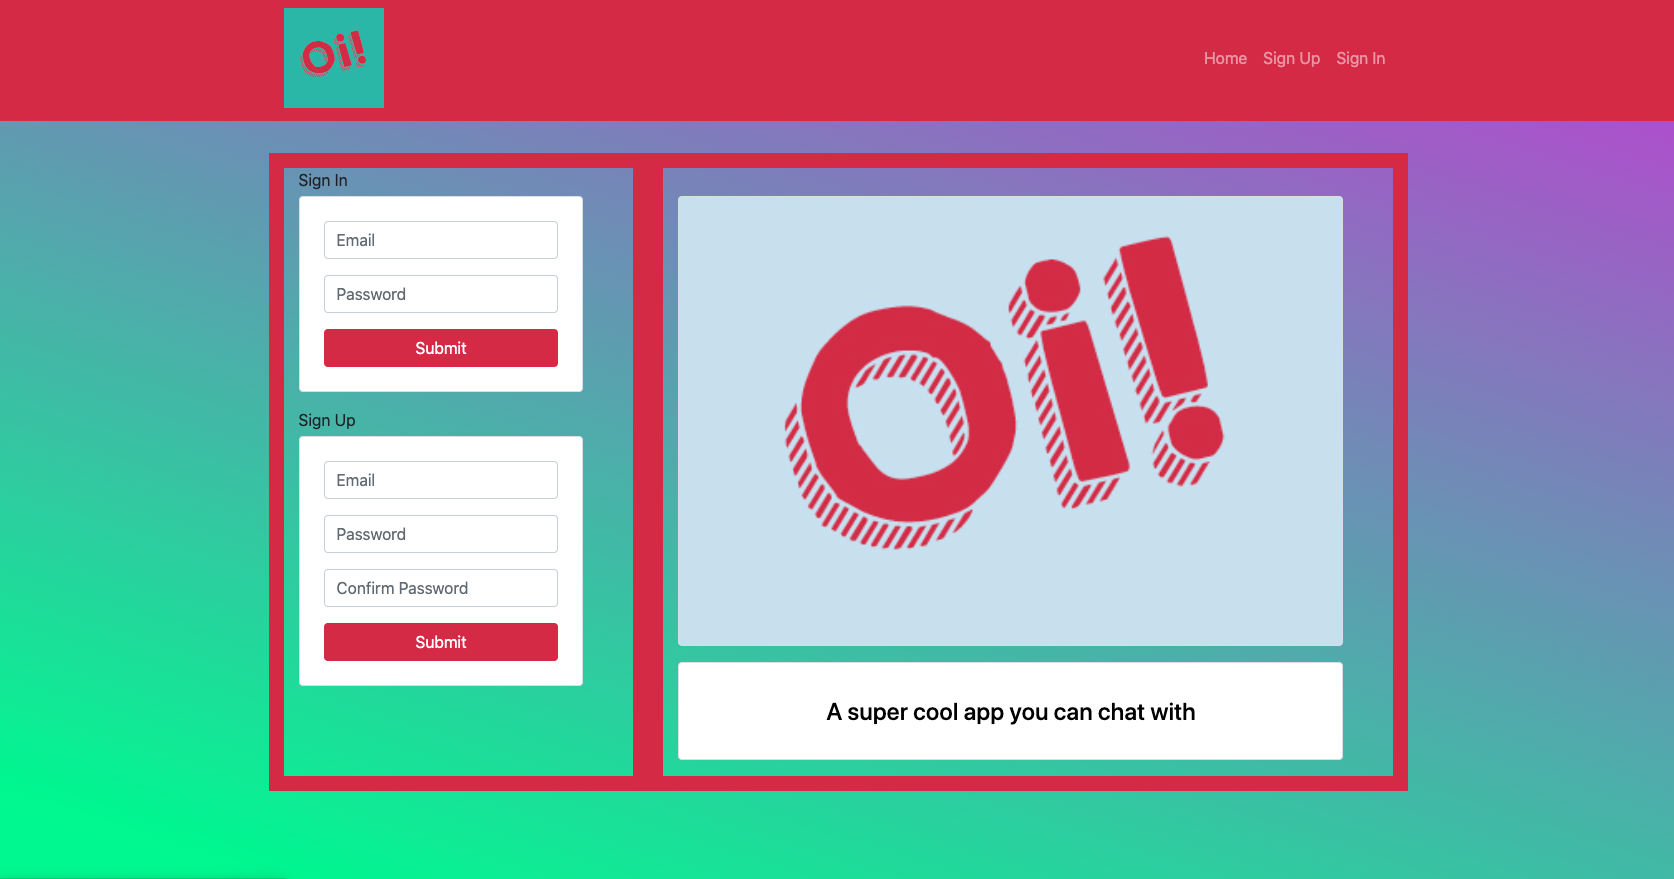 Oi!
Home Sign Up Sign In
Sign In
Email
Password
Submit
Sign Up
Email
Password
Confirm Password
Submit
Oi!
A super cool app you can chat with